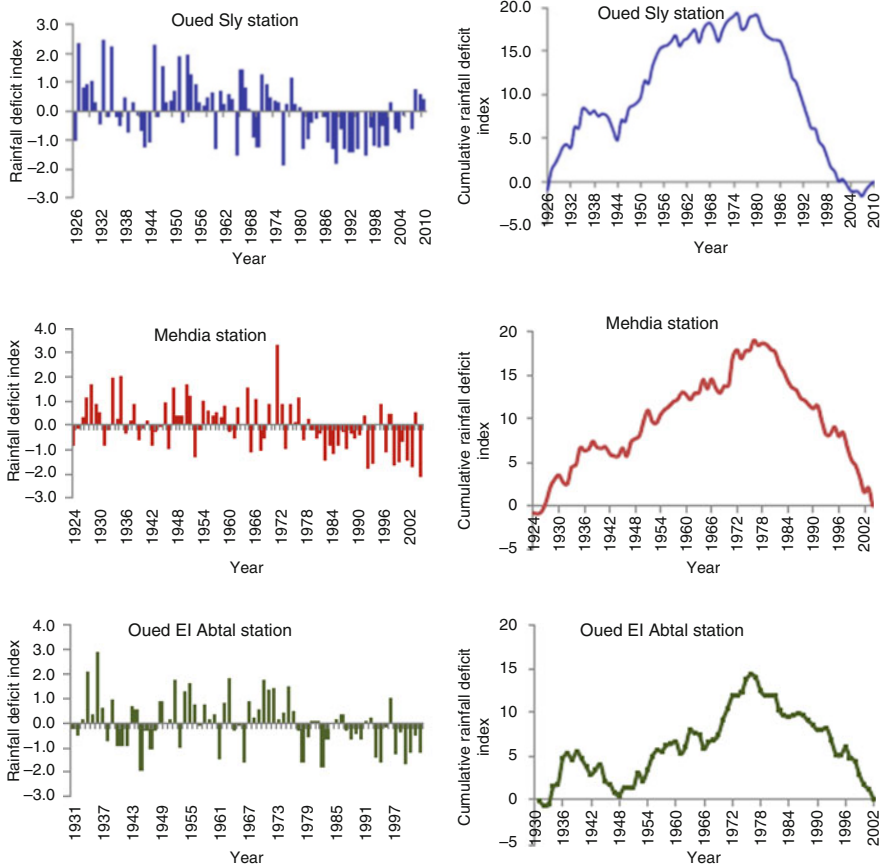 Oued Sly station
Rainfall deficit index
3.0
2.0
1.0
0.0
–1.0
–2.0
–3.0
1926 1932 1938 1944 1950 1956 1962 1968 1974 1980 1986 1992 1998 2004 2010
Year
Oued Sly station
Cumulative rainfall deficit
index
20.0
15.0
10.0
5.0
0.0
–5.0
1926 1932 1938 1944 1950 1956 1962 1968 1974 1980 1986 1992 1998 2004 2010
Year
Mehdia station
Rainfall deficit index
4.0
3.0
2.0
1.0
0.0
–1.0
–2.0
–3.0
1924 1930 1936 1942 1948 1954 1960 1966 1972 1978 1984 1990 1996 2002
Year
Mehdia station
Cumulative rainfall deficit
index
20
15
10
5
0
–5
1924 1930 1936 1942 1948 1954 1960 1966 1972 1978 1984 1990 1996 2002
Year
Oued EI Abtal station
Rainfall deficit index
4.0
3.0
2.0
1.0
0.0
–1.0
–2.0
–3.0
1931 1937 1943 1949 1955 1961 1967 1973 1979 1985 1991 1997
Year
Oued EI Abtal station
Cumulative rainfall deficit
index
20
15
10
5
0
–5
1930 1936 1942 1948 1954 1960 1966 1972 1978 1984 1990 1996 2002
Year